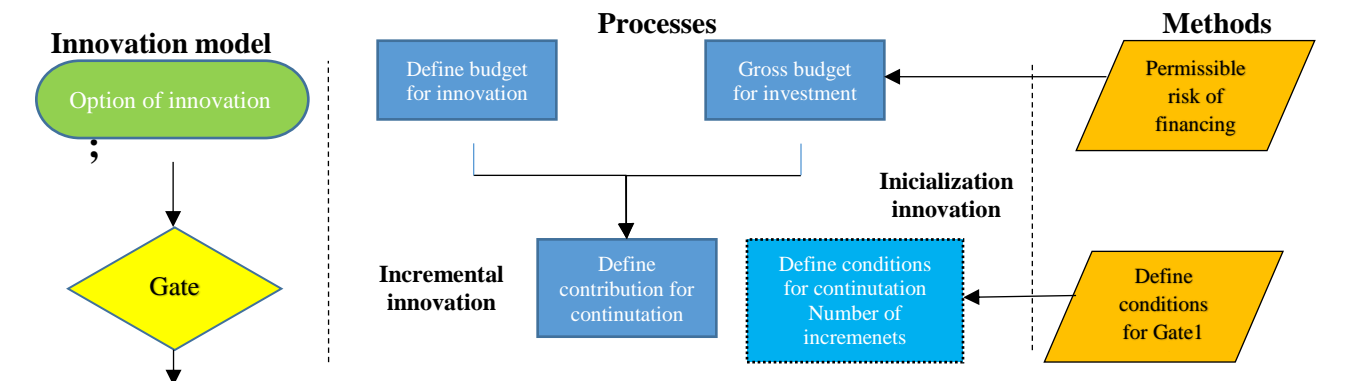 Innovation model
Processes
Methods
Option of innovation
;
Define budget
for innovation
Gross budget
for investment
Permissible
risk of
financing
Inicialization
innovation
Gate
Incremental
innovation
Define
contribution for
continutation
Define conditions
for continutation
Number of
incremenets
Define
conditions
for Gate1